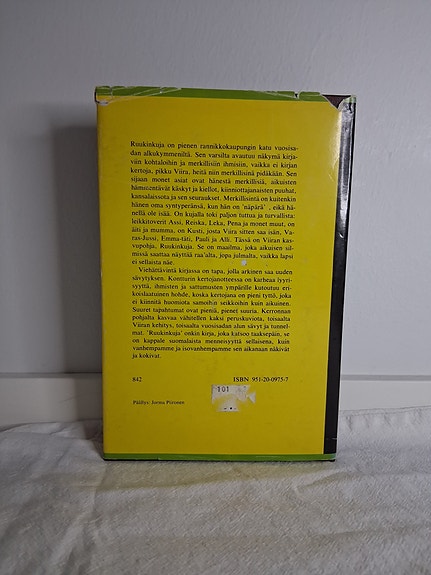 Ruukinkuja on pienen rannikkokaupungin katu vuosisa-
dan alkukymmeniltä. Sen varsilta avautuu näkymä kirja-
viin kohtaloihin ja merkillisiin ihmisiin, vaikka ei kirjan
kertoja, pikku Viira, heitä niin merkillisinä pidäkään. Sen
sijaan monet asiat ovat hänestä merkillisiä, aikuisten
hämmentävät käskyt ja kiellot, kiinnottajanaisten puuhat,
kansalaissota ja sen seuraukset. Merkillisintä on kuitenkin
hänen oma syntyperänsä, kun hän on 'näpärä', eikä hä-
nellä ole isää. On kujalla toki paljon tuttua ja turvallista:
leikkitoverit Assi, Reiska, Leka, Pena ja monet muut, on
äiti ja mumma, on Kusti, josta Viira sitten saa isän, Va-
ras-Jussi, Emma-täti, Pauli ja Alli. Tässä on Viiran kas-
vupohja, Ruukinkuja. Se on maailma, joka aikuisen sil-
missä saattaa näyttää raa'alta, jopa julmalta, vaikka lapsi
ei sellaista näe.
Viehättävintä kirjassa on tapa, jolla arkinen saa uuden
sävytyksen. Kontturin kertojanotteessa on karheaa lyyri-
syyttä, ihmisten ja sattumusten ympärille kutoutuu eri-
koislaatuinen hohde, koska kertojana on pieni tyttö, joka
ei kiinnitä huomiota samoihin seikkoihin kuin aikuinen.
Suuret tapahtumat ovat pieniä, pienet suuria. Kerronnan
pohjalta kasvaa vähitellen kaksi peruskuviota, toisaalta
Viiran kehitys, toisaalta vuosisadan alun sävyt ja tunnel-
mat. 'Ruukinkuja' onkin kirja, joka katsoo taaksepäin, se
on kappale suomalaista menneisyyttä sellaisena, kuin
vanhempamme ja isovanhempamme sen aikanaan näkivät
ja kokivat.
842 ISBN 951-20-0975-7
101
Päällys: Jorma Piironen